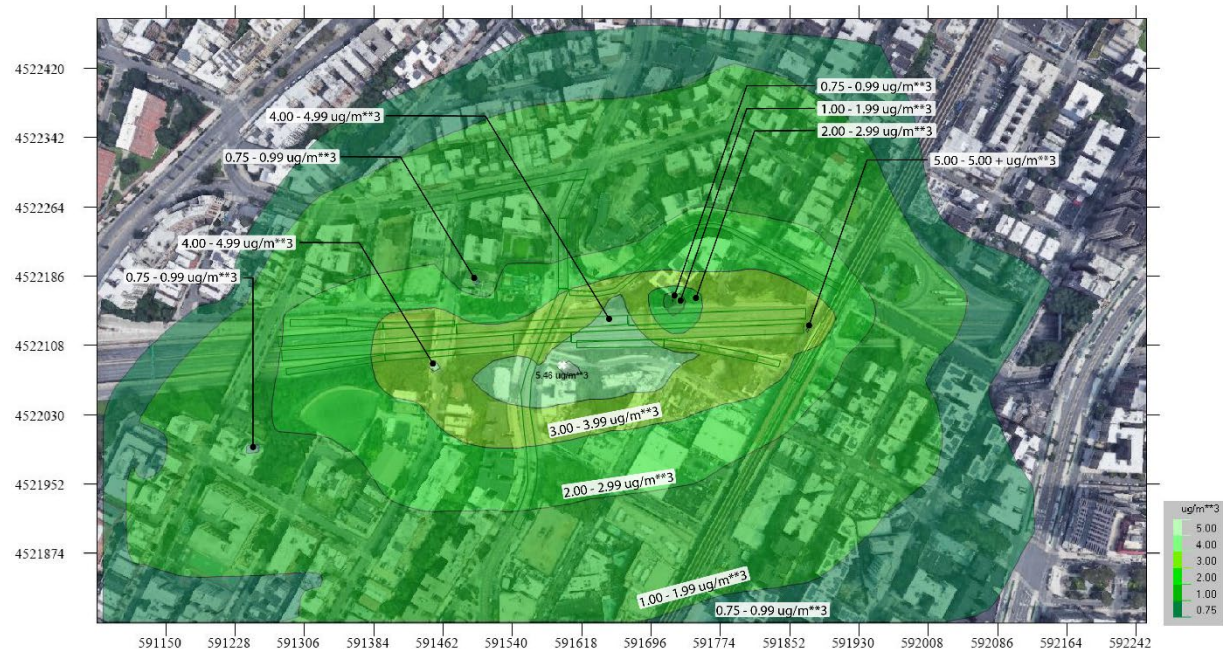 4522420
4522342
4522264
4522186
4522108
4522030
4521952
4521874
0.75 - 0.99 ug/m**3
1.00 - 1.99 ug/m**3
2.00 - 2.99 ug/m**3
4.00 - 4.99 ug/m**3
0.75 - 0.99 ug/m**3
5.00 - 5.00 + ug/m**3
4.00 - 4.99 ug/m**3
0.75 - 0.99 ug/m**3
5.46 ug/m**3
3.00 - 3.99 ug/m**3
2.00 - 2.99 ug/m**3
1.00 - 1.99 ug/m**3
0.75 - 0.99 ug/m**3
ug/m**3
5.00
4.00
3.00
2.00
1.00
0.75
591150 591228 591306 591384 591462 591540 591618 591696 591774 591852 591930 592008 592086 592164 592242